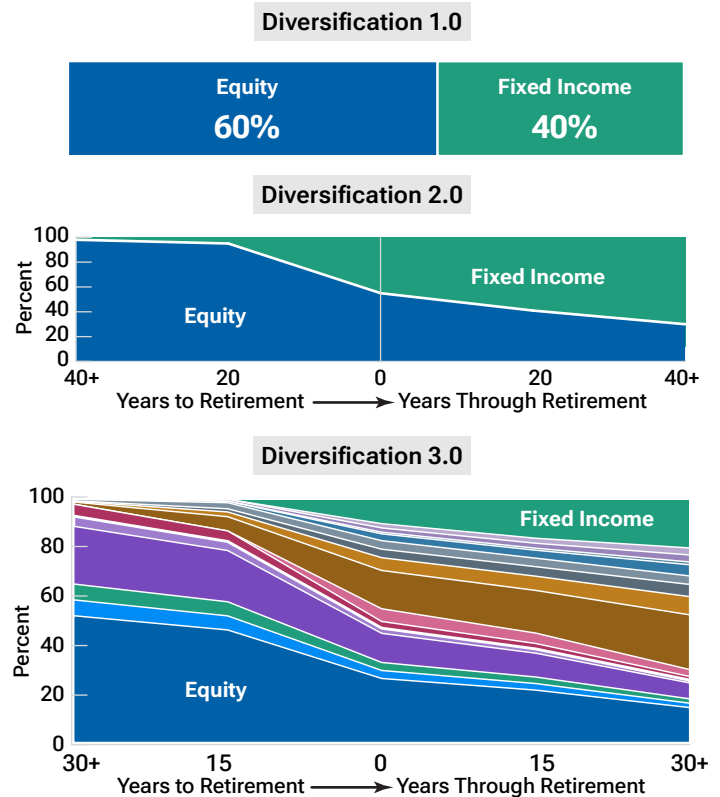 Diversification 1.0
Equity
60%
Fixed Income
40%
Diversification 2.0
Percent
100
80
60
40
20
0
Equity
Fixed Income
40+ 20 0 20 40+
Years to Retirement Years Through Retirement
Diversification 3.0
Percent
100
80
60
40
20
0
Fixed Income
Equity
30+ 15 0 15 30+
Years to Retirement Years Through Retirement